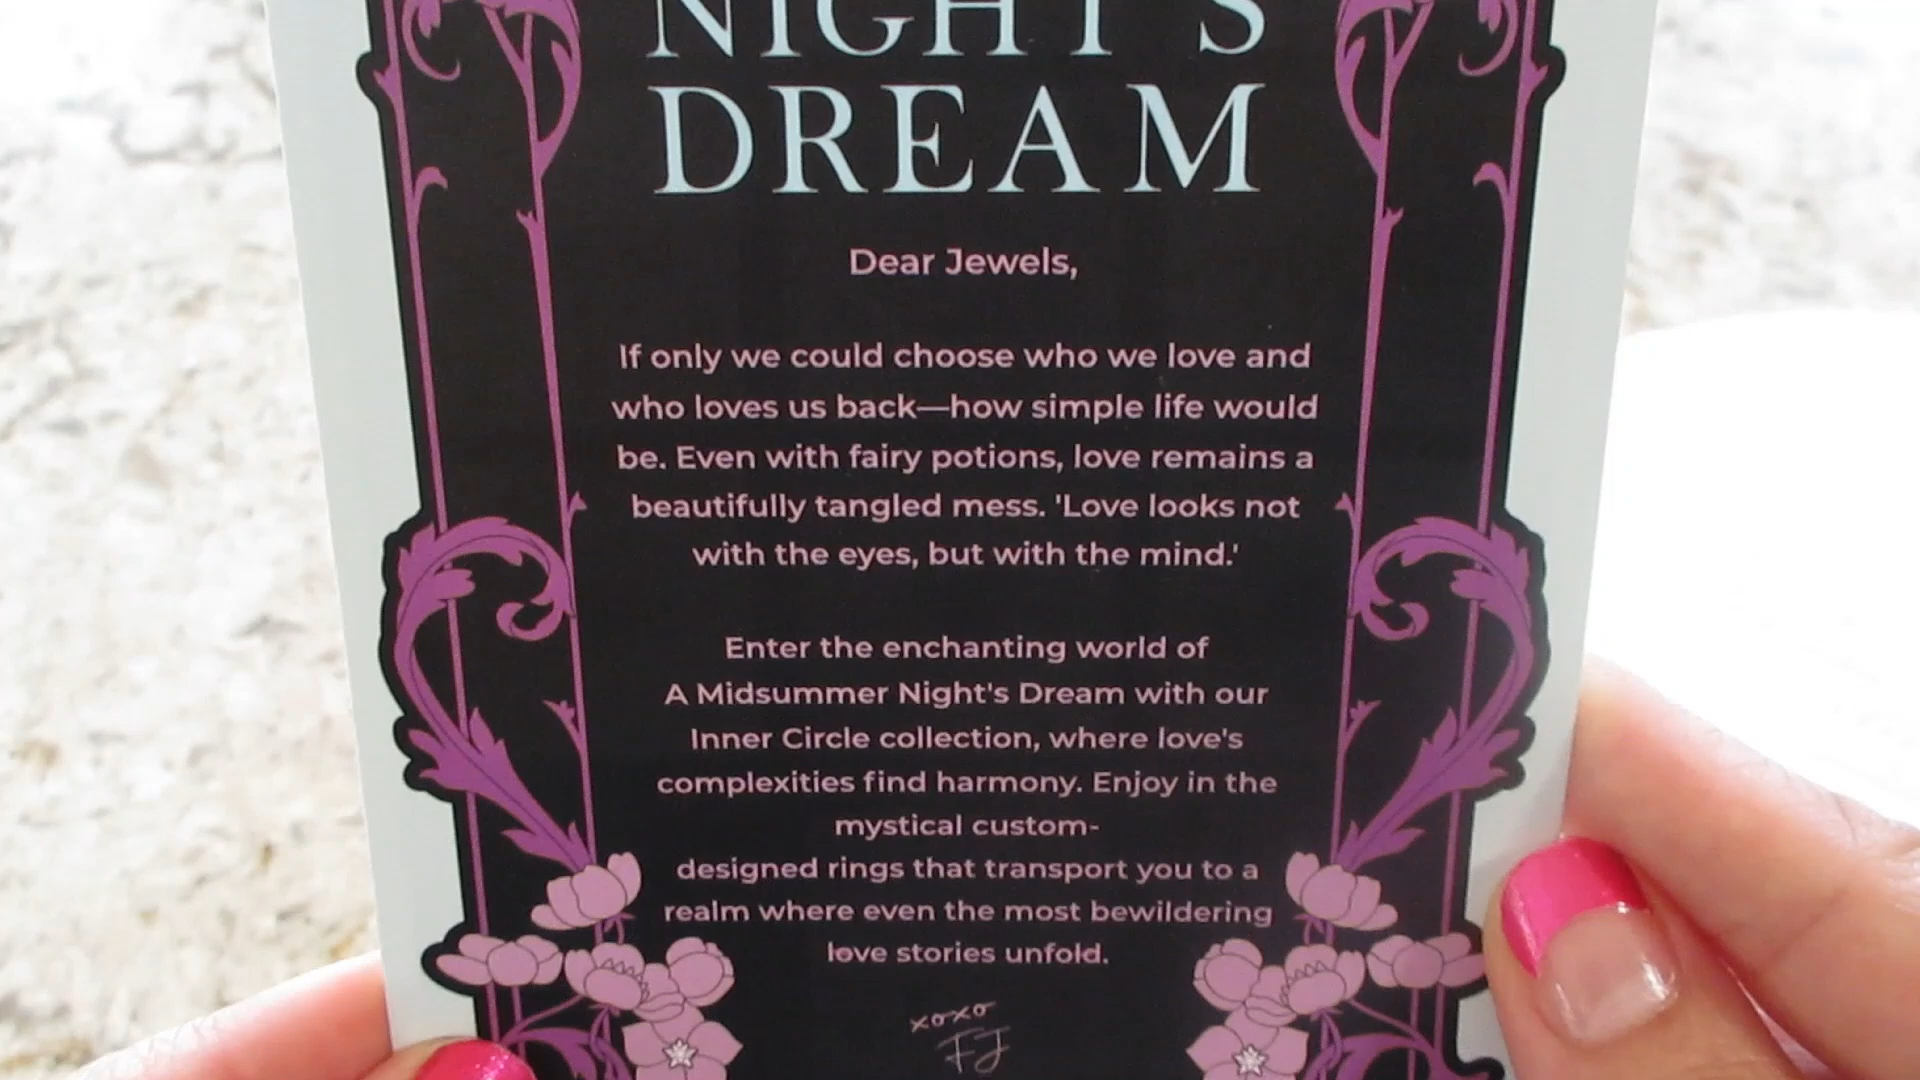 NIGHT'S
DREAM
Dear Jewels,
If only we could choose who we love and
who loves us back—how simple life would
be. Even with fairy potions, love remains a
beautifully tangled mess. 'Love looks not
with the eyes, but with the mind.'
Enter the enchanting world of
A Midsummer Night's Dream with our
Inner Circle collection, where love's
complexities find harmony. Enjoy in the
mystical custom-
designed rings that transport you to a
realm where even the most bewildering
love stories unfold.
xoxo
FJ